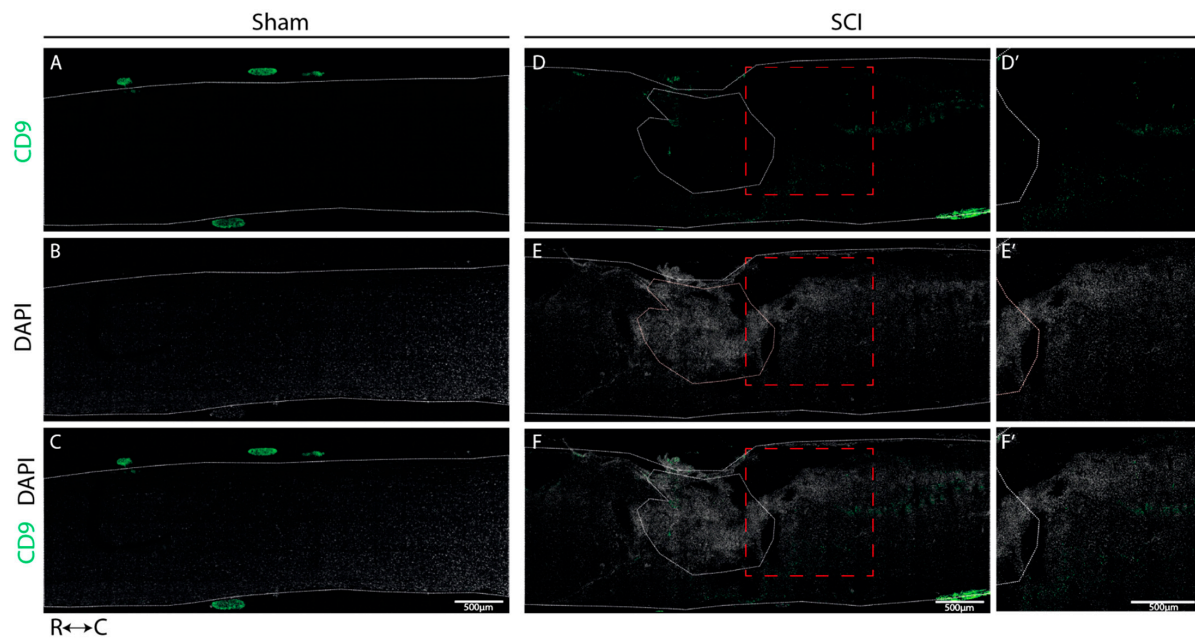 Sham
SCI
CD9
A
D
D'
DAPI
B
E
E'
CD9 DAPI
C
F
F'
500µm
500µm
500µm
R↔C